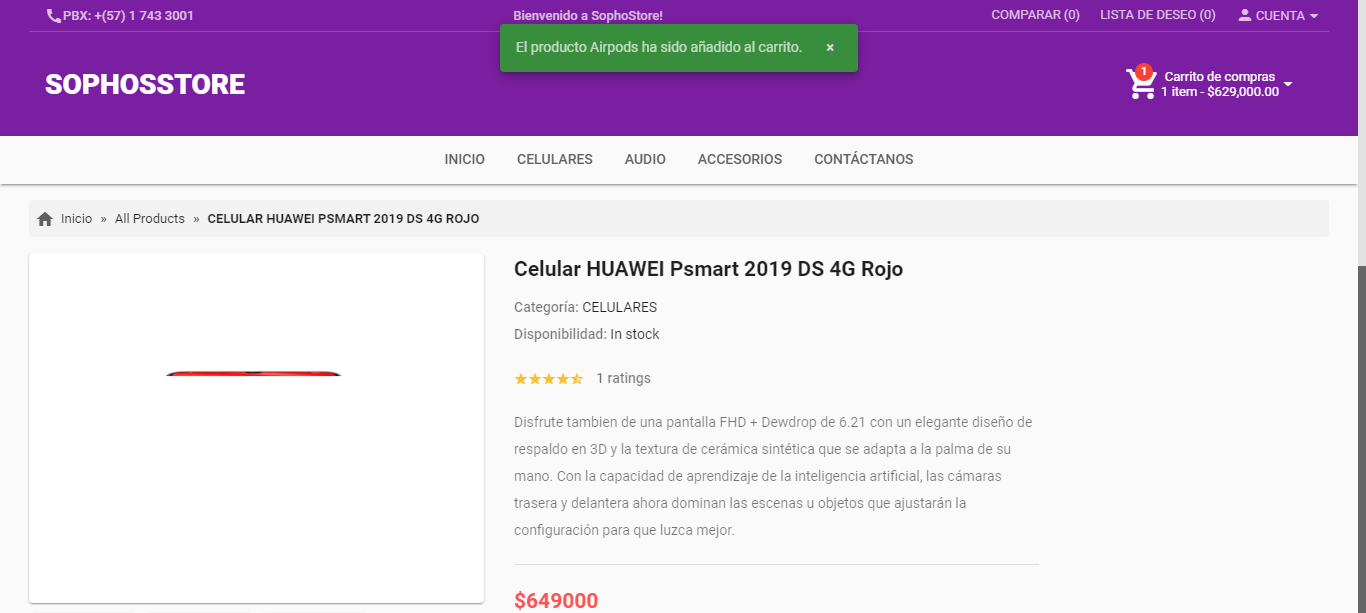 PBX: +(57) 1 743 3001
Bienvenido a SophoStore!
COMPARAR (0)
LISTA DE DESEO (0)
CUENTA
El producto Airpods ha sido añadido al carrito. ×
SOPHOSSTORE
1
Carrito de compras
1 item - $629,000.00
INICIO
CELULARES
AUDIO
ACCESORIOS
CONTÁCTANOS
Inicio » All Products » CELULAR HUAWEI PSMART 2019 DS 4G ROJO
Celular HUAWEI Psmart 2019 DS 4G Rojo
Categoría: CELULARES
Disponibilidad: In stock
1 ratings
Disfrute tambien de una pantalla FHD + Dewdrop de 6.21 con un elegante diseño de
respaldo en 3D y la textura de cerámica sintética que se adapta a la palma de su
mano. Con la capacidad de aprendizaje de la inteligencia artificial, las cámaras
trasera y delantera ahora dominan las escenas u objetos que ajustarán la
configuración para que luzca mejor.
$649000